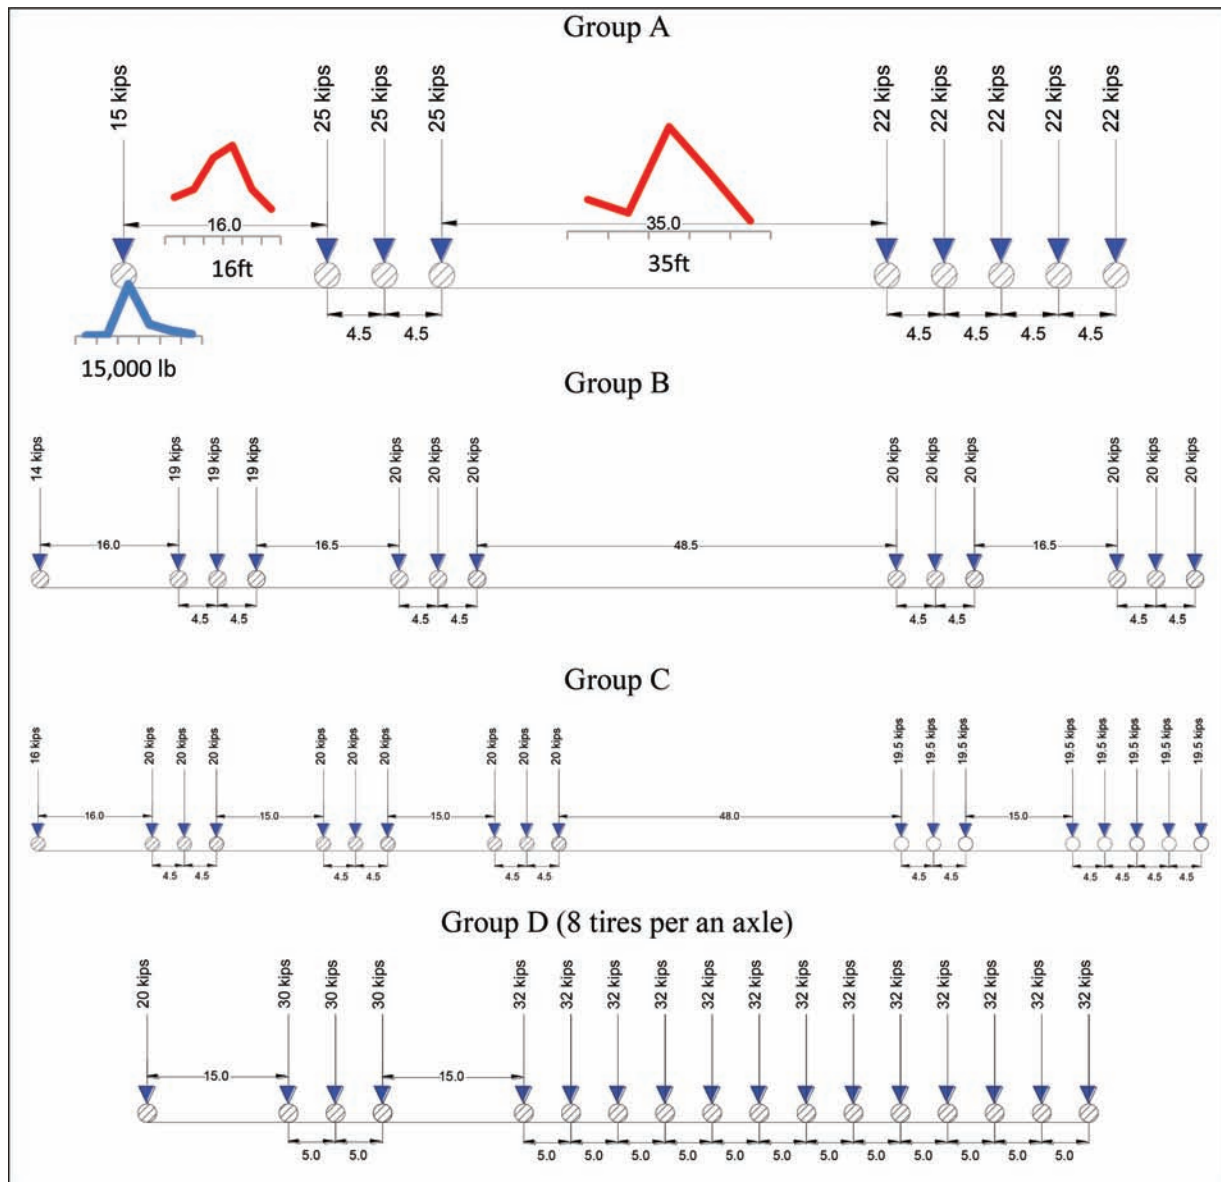 Group A
15 kips 25 kips 25 kips 25 kips 22 kips 22 kips 22 kips 22 kips 22 kips
16.0 35.0
16ft 35ft
4.5 4.5 4.5 4.5 4.5 4.5
15,000 lb
Group B
14 kips 19 kips 19 kips 19 kips 20 kips 20 kips 20 kips 20 kips 20 kips 20 kips 20 kips 20 kips 20 kips
16.0 16.5 48.5 16.5
4.5 4.5 4.5 4.5 4.5 4.5 4.5 4.5
Group C
16 kips 20 kips 20 kips 20 kips 20 kips 20 kips 20 kips 20 kips 20 kips 20 kips 19.5 kips 19.5 kips 19.5 kips 19.5 kips 19.5 kips 19.5 kips 19.5 kips 19.5 kips
16.0 15.0 15.0 48.0 15.0
4.5 4.5 4.5 4.5 4.5 4.5 4.5 4.5 4.5 4.5 4.5 4.5
Group D (8 tires per an axle)
20 kips 30 kips 30 kips 30 kips 32 kips 32 kips 32 kips 32 kips 32 kips 32 kips 32 kips 32 kips 32 kips 32 kips 32 kips 32 kips 32 kips
15.0 15.0
5.0 5.0 5.0 5.0 5.0 5.0 5.0 5.0 5.0 5.0 5.0 5.0 5.0 5.0